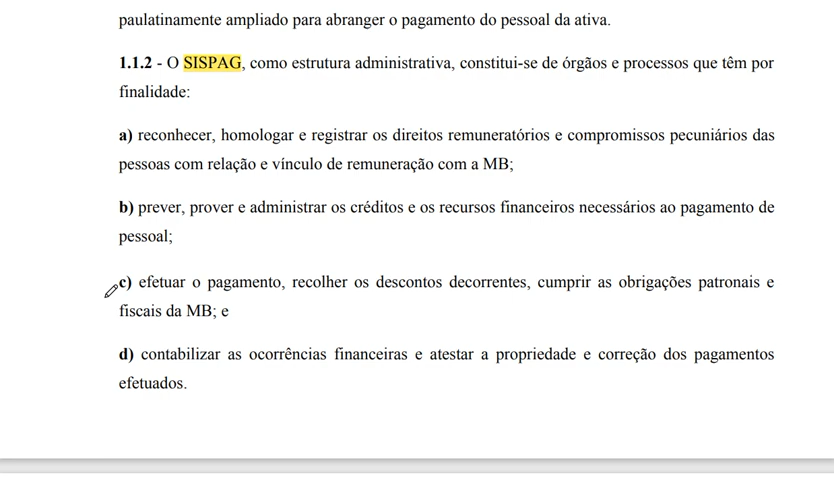 paulatinamente ampliado para abranger o pagamento do pessoal da ativa.
1.1.2 - O SISPAG, como estrutura administrativa, constitui-se de órgãos e processos que têm por
finalidade:
a) reconhecer, homologar e registrar os direitos remuneratórios e compromissos pecuniários das
pessoas com relação e vínculo de remuneração com a MB;
b) prever, prover e administrar os créditos e os recursos financeiros necessários ao pagamento de
pessoal;
c) efetuar o pagamento, recolher os descontos decorrentes, cumprir as obrigações patronais e
fiscais da MB; e
d) contabilizar as ocorrências financeiras e atestar a propriedade e correção dos pagamentos
efetuados.